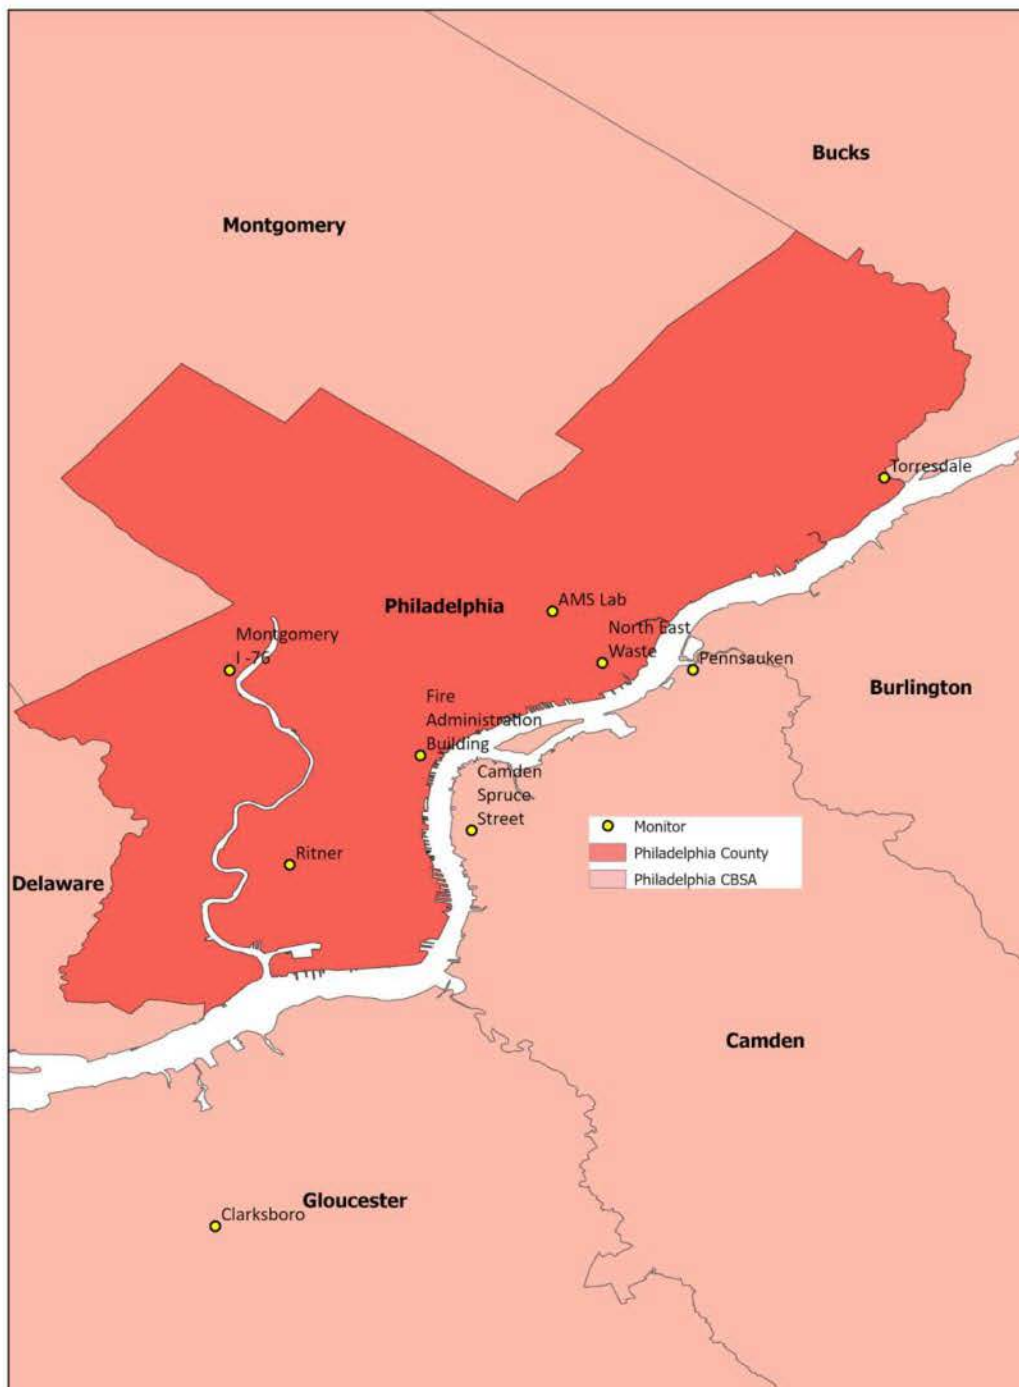 Bucks
Montgomery
Torresdale
Philadelphia
AMS Lab
North East
Waste
Montgomery
I -76
Pennsauken
Burlington
Fire
Administration
Building
Camden
Spruce
Street
Monitor
Philadelphia County
Philadelphia CBSA
Ritner
Delaware
Camden
Gloucester
Clarksboro